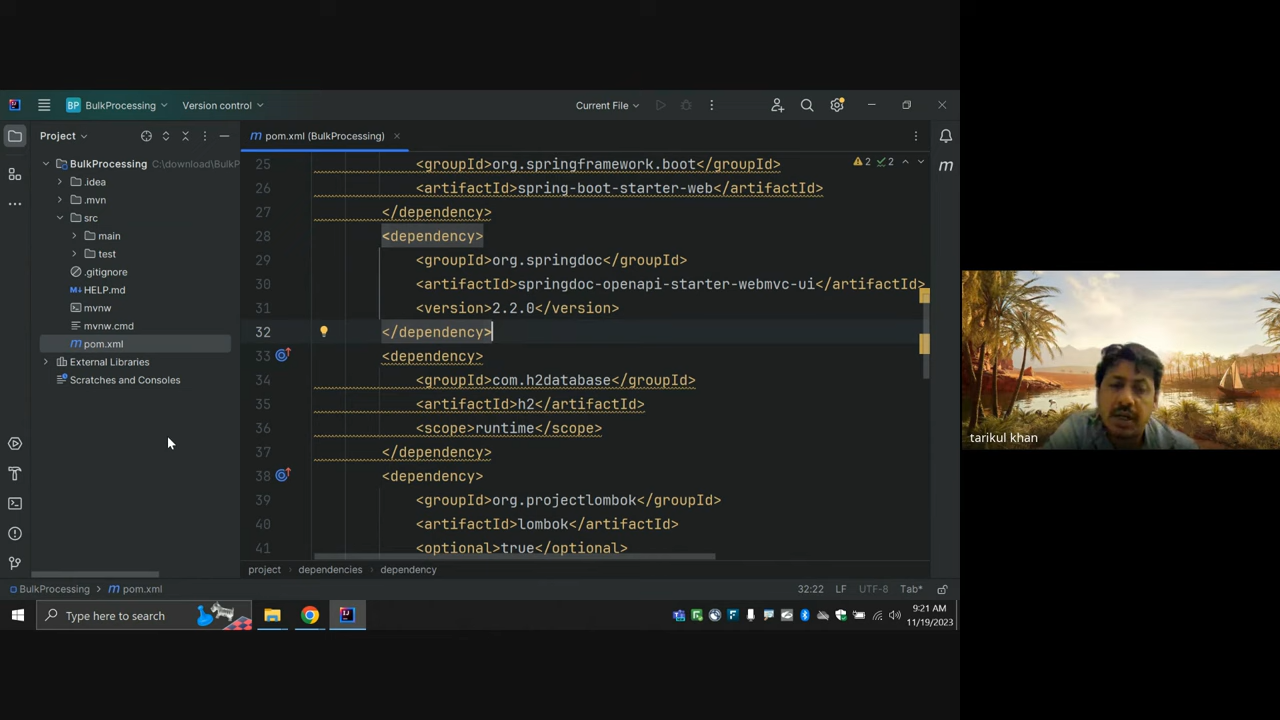 BP BulkProcessing
Version control
Current File
Project
pom.xml (BulkProcessing)
BulkProcessing C:\download\BulkP
.idea
.mvn
src
main
test
.gitignore
HELP.md
mvnw
mvnw.cmd
pom.xml
External Libraries
Scratches and Consoles
2 2
25 <groupId>org.springframework.boot</groupId>
26 <artifactId>spring-boot-starter-web</artifactId>
27 </dependency>
28 <dependency>
29 <groupId>org.springdoc</groupId>
30 <artifactId>springdoc-openapi-starter-webmvc-ui</artifactId>
31 <version>2.2.0</version>
32 </dependency>
33 <dependency>
34 <groupId>com.h2database</groupId>
35 <artifactId>h2</artifactId>
36 <scope>runtime</scope>
37 </dependency>
38 <dependency>
39 <groupId>org.projectlombok</groupId>
40 <artifactId>lombok</artifactId>
41 <optional>true</optional>
project dependencies dependency
BulkProcessing > pom.xml
32:22 LF UTF-8 Tab*
Type here to search
9:21 AM
11/19/2023
tarikul khan